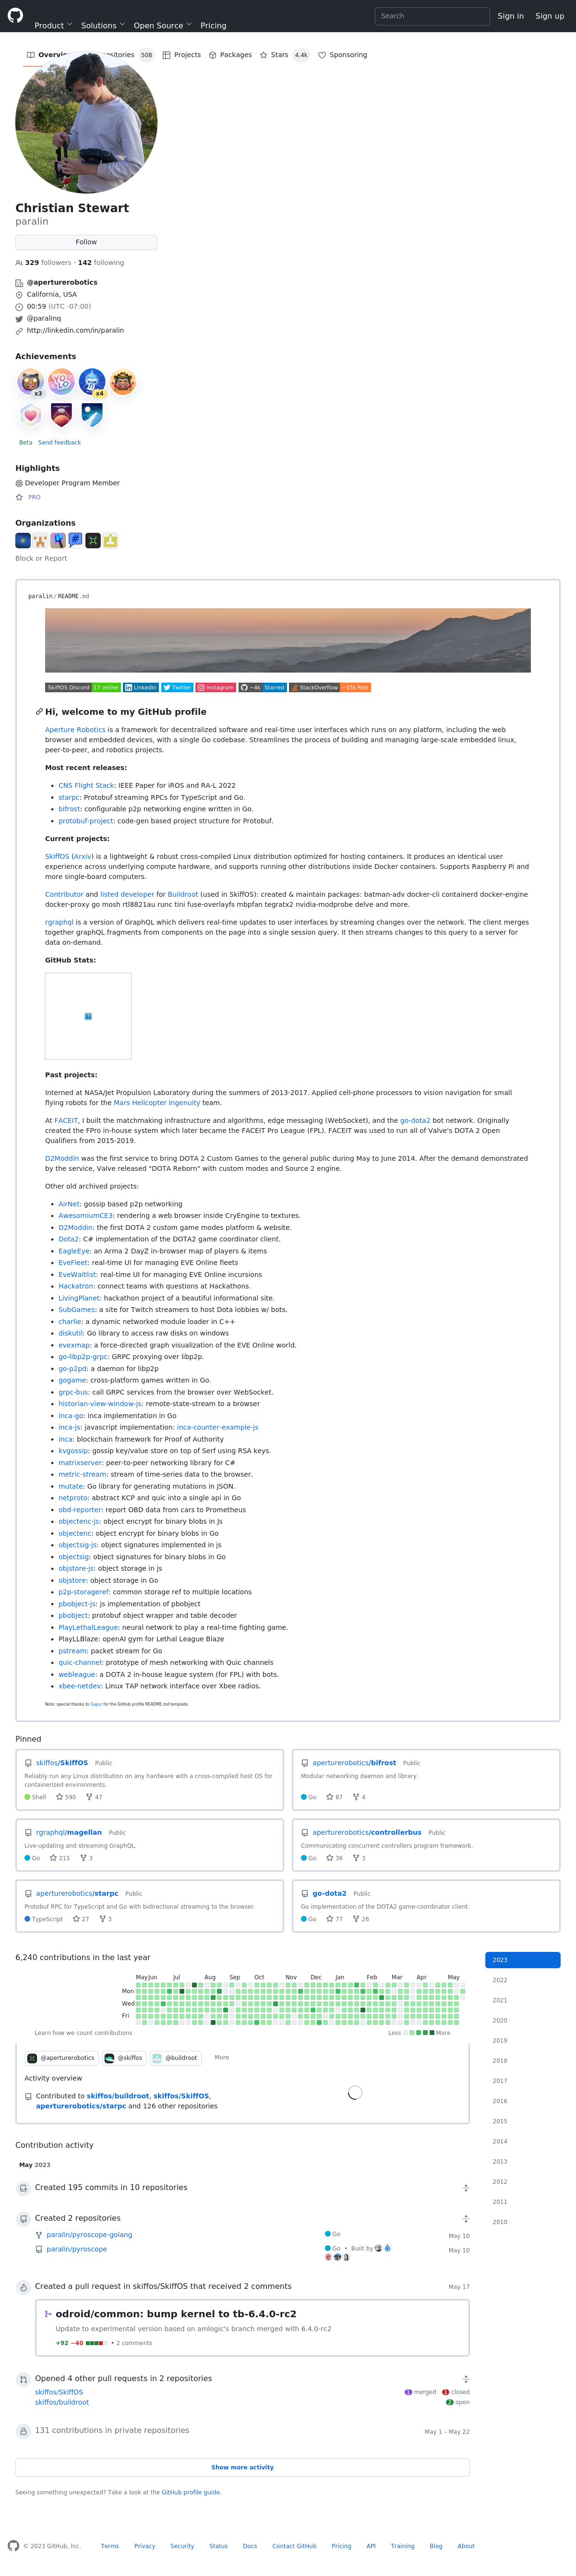 Product
Solutions
Open Source
Pricing
Search
Sign in
Sign up
Overview
Repositories 508
Projects
Packages
Stars 4.4k
Sponsoring
Christian Stewart
paralin
Follow
329 followers · 142 following
@aperturerobotics
California, USA
00:59 (UTC -07:00)
@paralinq
http://linkedin.com/in/paralin
Achievements
x3
x4
Beta Send feedback
Highlights
Developer Program Member
PRO
Organizations
Block or Report
paralin / README.md
SkiffOS Discord 17 online LinkedIn Twitter Instagram ~4k Starred StackOverflow ~15k Rep
Hi, welcome to my GitHub profile
Aperture Robotics is a framework for decentralized software and real-time user interfaces which runs on any platform, including the web
browser and embedded devices, with a single Go codebase. Streamlines the process of building and managing large-scale embedded linux,
peer-to-peer, and robotics projects.
Most recent releases:
• CNS Flight Stack: IEEE Paper for iROS and RA-L 2022
• starpc: Protobuf streaming RPCs for TypeScript and Go.
• bifrost: configurable p2p networking engine written in Go.
• protobuf-project: code-gen based project structure for Protobuf.
Current projects:
SkiffOS (Arxiv) is a lightweight & robust cross-compiled Linux distribution optimized for hosting containers. It produces an identical user
experience across underlying compute hardware, and supports running other distributions inside Docker containers. Supports Raspberry Pi and
more single-board computers.
Contributor and listed developer for Buildroot (used in SkiffOS): created & maintain packages: batman-adv docker-cli containerd docker-engine
docker-proxy go mosh rtl8821au runc tini fuse-overlayfs mbpfan tegratx2 nvidia-modprobe delve and more.
rgraphql is a version of GraphQL which delivers real-time updates to user interfaces by streaming changes over the network. The client merges
together graphQL fragments from components on the page into a single session query. It then streams changes to this query to a server for
data on-demand.
GitHub Stats:
Past projects:
Interned at NASA/Jet Propulsion Laboratory during the summers of 2013-2017. Applied cell-phone processors to vision navigation for small
flying robots for the Mars Helicopter Ingenuity team.
At FACEIT, I built the matchmaking infrastructure and algorithms, edge messaging (WebSocket), and the go-dota2 bot network. Originally
created the FPro in-house system which later became the FACEIT Pro League (FPL). FACEIT was used to run all of Valve's DOTA 2 Open
Qualifiers from 2015-2019.
D2Moddin was the first service to bring DOTA 2 Custom Games to the general public during May to June 2014. After the demand demonstrated
by the service, Valve released "DOTA Reborn" with custom modes and Source 2 engine.
Other old archived projects:
• AirNet: gossip based p2p networking
• AwesomiumCE3: rendering a web browser inside CryEngine to textures.
• D2Moddin: the first DOTA 2 custom game modes platform & website.
• Dota2: C# implementation of the DOTA2 game coordinator client.
• EagleEye: an Arma 2 DayZ in-browser map of players & items
• EveFleet: real-time UI for managing EVE Online fleets
• EveWaitlist: real-time UI for managing EVE Online incursions
• Hackatron: connect teams with questions at Hackathons.
• LivingPlanet: hackathon project of a beautiful informational site.
• SubGames: a site for Twitch streamers to host Dota lobbies w/ bots.
• charlie: a dynamic networked module loader in C++
• diskutil: Go library to access raw disks on windows
• evexmap: a force-directed graph visualization of the EVE Online world.
• go-libp2p-grpc: GRPC proxying over libp2p.
• go-p2pd: a daemon for libp2p
• gogame: cross-platform games written in Go.
• grpc-bus: call GRPC services from the browser over WebSocket.
• historian-view-window-js: remote-state-stream to a browser
• inca-go: inca implementation in Go
• inca-js: javascript implementation: inca-counter-example-js
• inca: blockchain framework for Proof of Authority
• kvgossip: gossip key/value store on top of Serf using RSA keys.
• matrixserver: peer-to-peer networking library for C#
• metric-stream: stream of time-series data to the browser.
• mutate: Go library for generating mutations in JSON.
• netproto: abstract KCP and quic into a single api in Go
• obd-reporter: report OBD data from cars to Prometheus
• objectenc-js: object encrypt for binary blobs in Js
• objectenc: object encrypt for binary blobs in Go
• objectsig-js: object signatures implemented in js
• objectsig: object signatures for binary blobs in Go
• objstore-js: object storage in js
• objstore: object storage in Go
• p2p-storageref: common storage ref to multiple locations
• pbobject-js: js implementation of pbobject
• pbobject: protobuf object wrapper and table decoder
• PlayLethalLeague: neural network to play a real-time fighting game.
• PlayLLBlaze: openAI gym for Lethal League Blaze
• pstream: packet stream for Go
• quic-channel: prototype of mesh networking with Quic channels
• webleague: a DOTA 2 in-house league system (for FPL) with bots.
• xbee-netdev: Linux TAP network interface over Xbee radios.
Note: special thanks to Gapur for the GitHub profile README.md template.
Pinned
skiffos/SkiffOS Public
Reliably run any Linux distribution on any hardware with a cross-compiled host OS for
containerized environments.
Shell 590 47
aperturerobotics/bifrost Public
Modular networking daemon and library.
Go 87 4
rgraphql/magellan Public
Live-updating and streaming GraphQL.
Go 215 3
aperturerobotics/controllerbus Public
Communicating concurrent controllers program framework.
Go 36 3
aperturerobotics/starpc Public
Protobuf RPC for TypeScript and Go with bidirectional streaming to the browser.
TypeScript 27 3
go-dota2 Public
Go implementation of the DOTA2 game-coordinator client.
Go 77 26
6,240 contributions in the last year
May Jun Jul Aug Sep Oct Nov Dec Jan Feb Mar Apr May
Mon
Wed
Fri
Learn how we count contributions
Less More
@aperturerobotics @skiffos @buildroot More
Activity overview
Contributed to skiffos/buildroot, skiffos/SkiffOS,
aperturerobotics/starpc and 126 other repositories
2023
2022
2021
2020
2019
2018
2017
2016
2015
2014
2013
2012
2011
2010
Contribution activity
May 2023
Created 195 commits in 10 repositories
Created 2 repositories
paralin/pyroscope-golang Go May 10
paralin/pyroscope Go • Built by May 10
Created a pull request in skiffos/SkiffOS that received 2 comments May 17
odroid/common: bump kernel to tb-6.4.0-rc2
Update to experimental version based on amlogic's branch merged with 6.4.0-rc2
+92 −40 • 2 comments
Opened 4 other pull requests in 2 repositories
skiffos/SkiffOS 1 merged 1 closed
skiffos/buildroot 2 open
131 contributions in private repositories May 1 – May 22
Show more activity
Seeing something unexpected? Take a look at the GitHub profile guide.
© 2023 GitHub, Inc.
Terms
Privacy
Security
Status
Docs
Contact GitHub
Pricing
API
Training
Blog
About